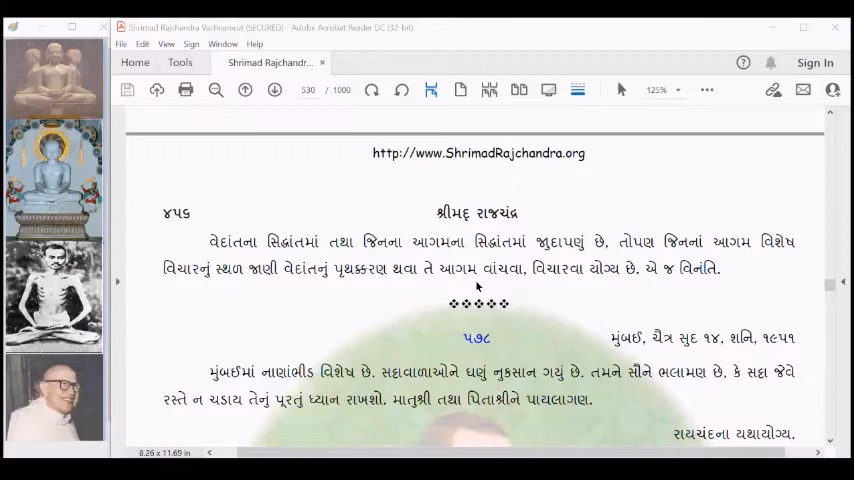 Shrimad Rajchandra Vachnamrut (SECURED) - Adobe Acrobat Reader DC (32-bit)
File Edit View Sign Window Help
Home Tools Shrimad Rajchandr... × Sign In
530 / 1000 125%
http://www.ShrimadRajchandra.org
૪૫૬ શ્રીમદ્ રાજચંદ્ર
વેદાંતના સિદ્ધાંતમાં તથા જિનના આગમના સિદ્ધાંતમાં જુદાપણું છે, તોપણ જિનનાં આગમ વિશેષ
વિચારનું સ્થળ જાણી વેદાંતનું પૃથક્કરણ થવા તે આગમ વાંચવા, વિચારવા યોગ્ય છે. એ જ વિનંતિ.
❖❖❖❖❖
૫૭૮ મુંબઈ, ચૈત્ર સુદ ૧૪, શનિ, ૧૯૫૧
મુંબઈમાં નાણાંભીડ વિશેષ છે. સટ્ટાવાળાઓને ઘણું નુકસાન ગયું છે. તમને સૌને ભલામણ છે, કે સટ્ટા જેવે
રસ્તે ન ચડાય તેનું પૂરતું ધ્યાન રાખશો. માતુશ્રી તથા પિતાશ્રીને પાયલાગણ.
રાયચંદના યથાયોગ્ય.
8.26 x 11.69 in